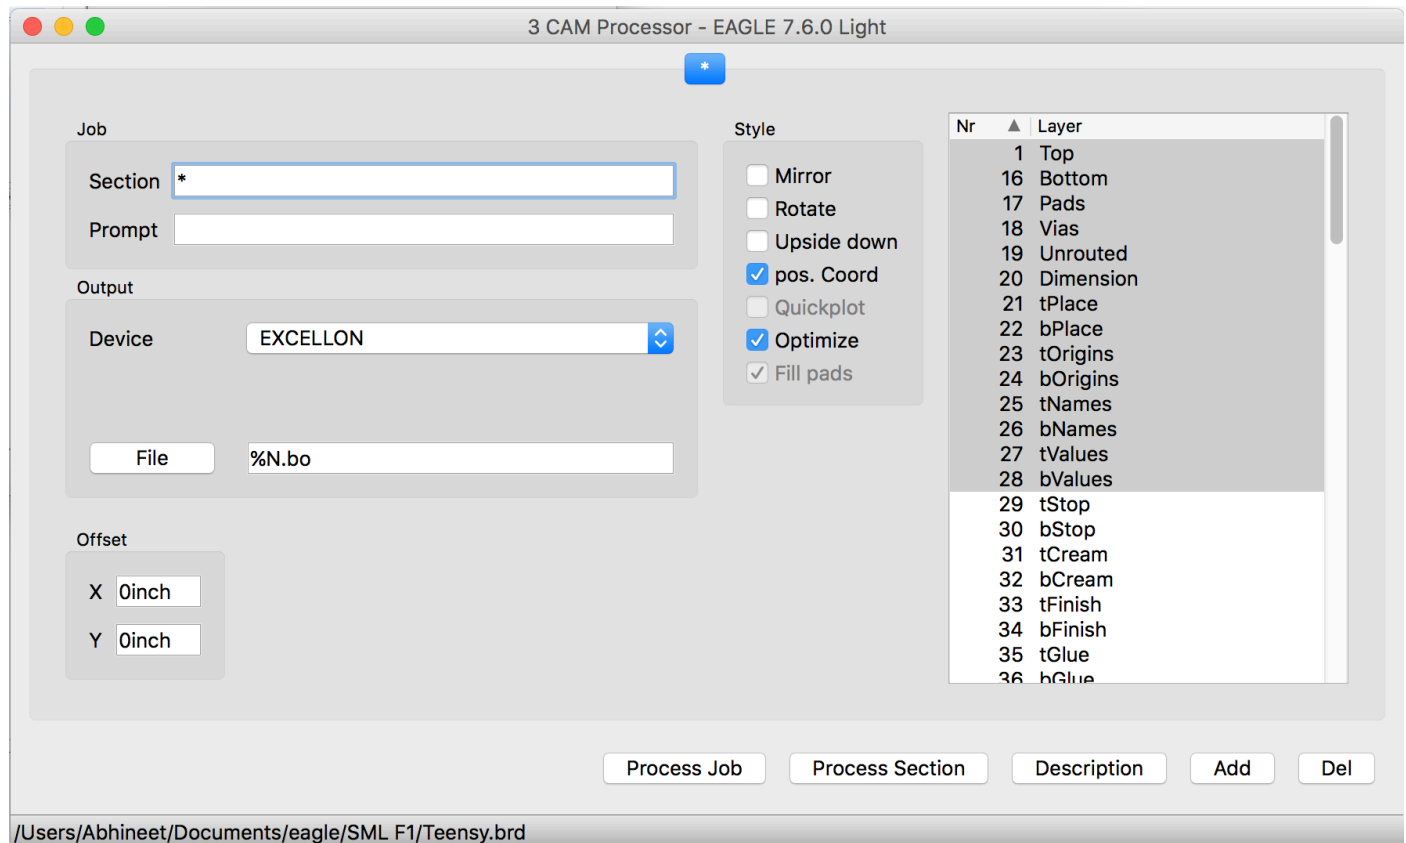 3 CAM Processor - EAGLE 7.6.0 Light
*
Job
Section *
Prompt
Output
Device EXCELLON
File %N.bo
Offset
X 0inch
Y 0inch
Style
Mirror
Rotate
Upside down
pos. Coord
Quickplot
Optimize
Fill pads
Nr Layer
1 Top
16 Bottom
17 Pads
18 Vias
19 Unrouted
20 Dimension
21 tPlace
22 bPlace
23 tOrigins
24 bOrigins
25 tNames
26 bNames
27 tValues
28 bValues
29 tStop
30 bStop
31 tCream
32 bCream
33 tFinish
34 bFinish
35 tGlue
36 bGlue
Process Job Process Section Description Add Del
/Users/Abhineet/Documents/eagle/SML F1/Teensy.brd